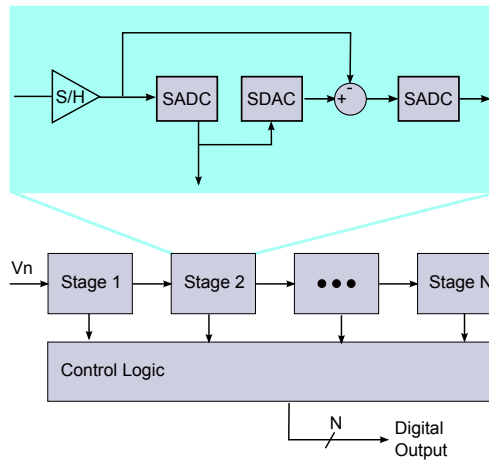 S/H
SADC
SDAC
-
+
SADC
Vn
Stage 1
Stage 2
Stage N
Control Logic
N
Digital
Output